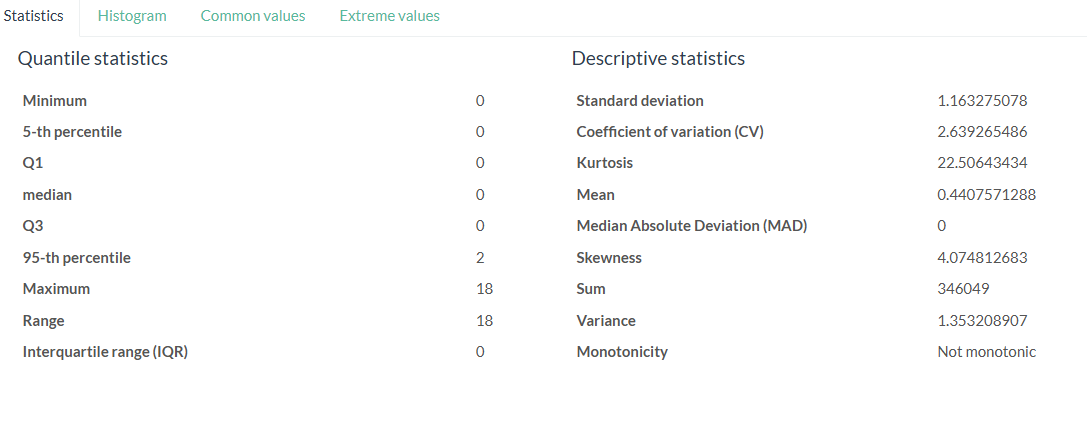 Statistics Histogram Common values Extreme values
Quantile statistics Descriptive statistics
Minimum 0 Standard deviation 1.163275078
5-th percentile 0 Coefficient of variation (CV) 2.639265486
Q1 0 Kurtosis 22.50643434
median 0 Mean 0.4407571288
Q3 0 Median Absolute Deviation (MAD) 0
95-th percentile 2 Skewness 4.074812683
Maximum 18 Sum 346049
Range 18 Variance 1.353208907
Interquartile range (IQR) 0 Monotonicity Not monotonic